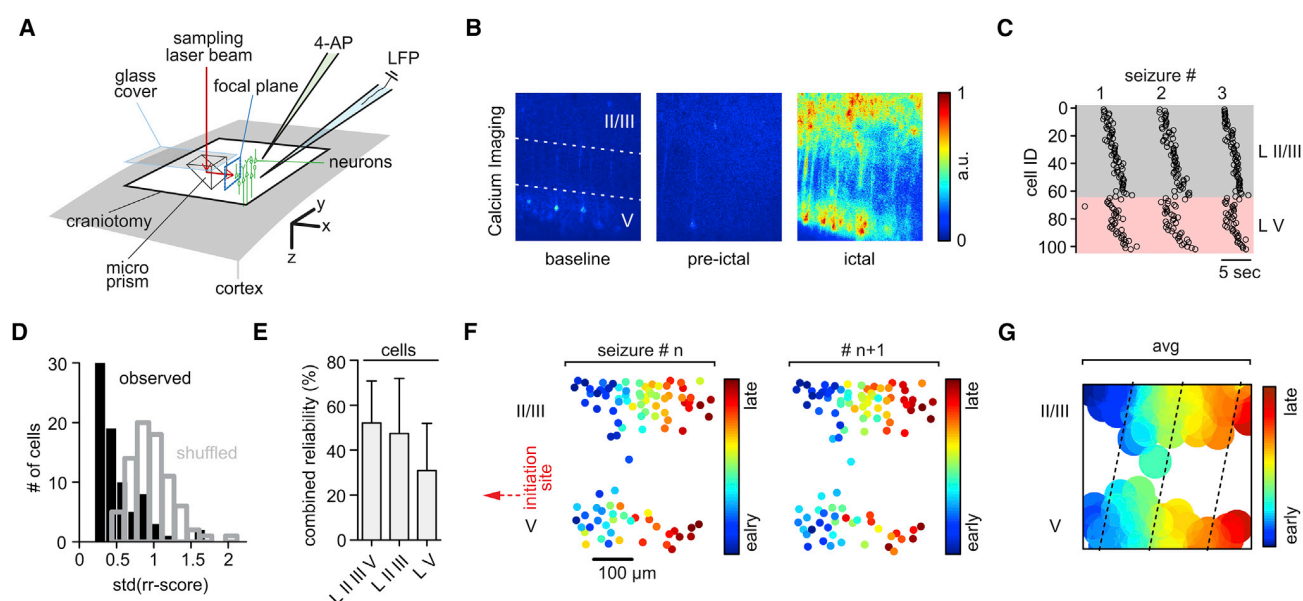 A
sampling
laser beam
4-AP
LFP
glass
cover
focal plane
neurons
craniotomy
micro
prism
cortex
y
x
z
B
Calcium Imaging
II/III
V
baseline
pre-ictal
ictal
1
a.u.
0
C
seizure #
1 2 3
cell ID
0
20
40
60
80
100
L II/III
L V
5 sec
D
# of cells
30
20
10
0
observed
shuffled
0 0.5 1 1.5 2
std(rr-score)
E
cells
combined reliability (%)
80
60
40
20
0
L II III V
L II III
L V
F
seizure # n
# n+1
II/III
initiation
site
V
100 µm
late
ealry
late
early
G
avg
II/III
V
late
early